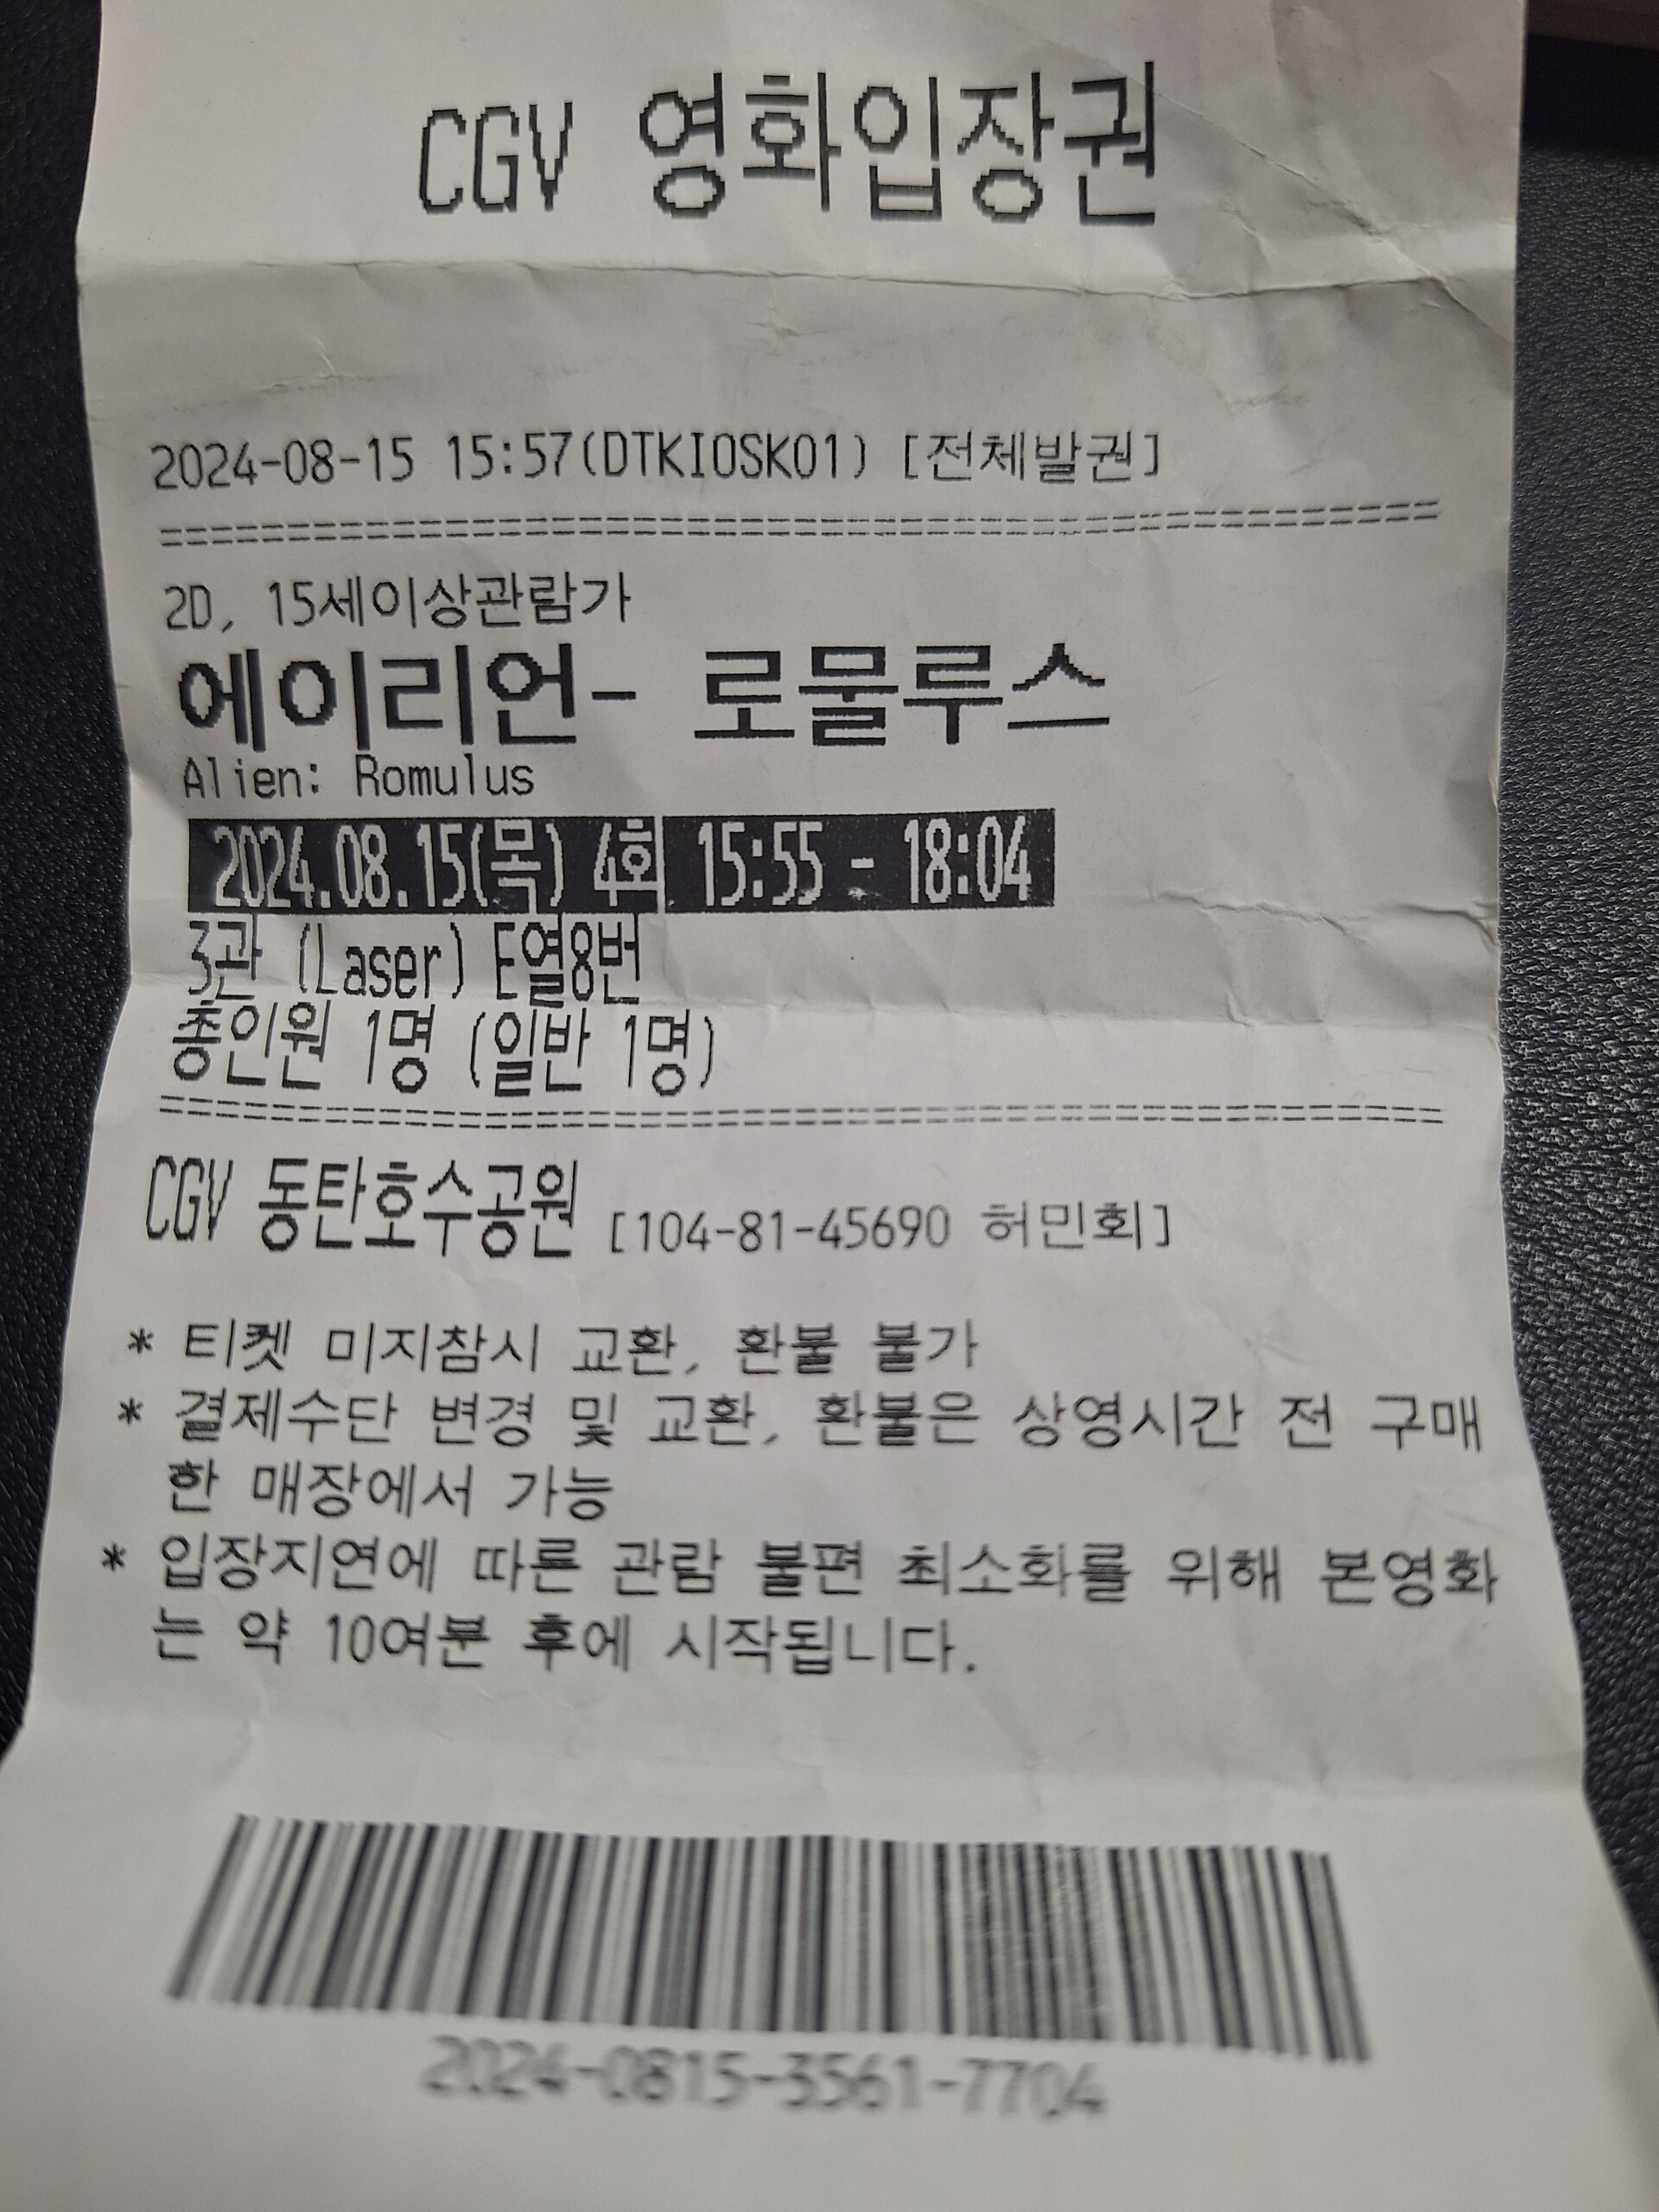 CGV 영화입장권
2024-08-15 15:57(DTKIOSK01) [전체발권]
================================================
2D, 15세이상관람가
에이리언- 로물루스
Alien: Romulus
2024.08.15(목) 4회 15:55 - 18:04
3관 (Laser) E열8번
총인원 1명 (일반 1명)
================================================
CGV 동탄호수공원 [104-81-45690 허민회]
* 티켓 미지참시 교환, 환불 불가
* 결제수단 변경 및 교환, 환불은 상영시간 전 구매
한 매장에서 가능
* 입장지연에 따른 관람 불편 최소화를 위해 본영화
는 약 10여분 후에 시작됩니다.
2024-0815-3561-7704